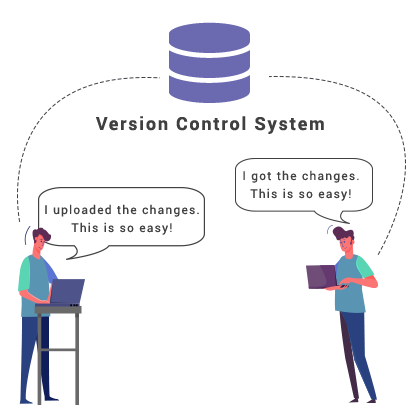 Version Control System
I got the changes.
This is so easy!
I uploaded the changes.
This is so easy!